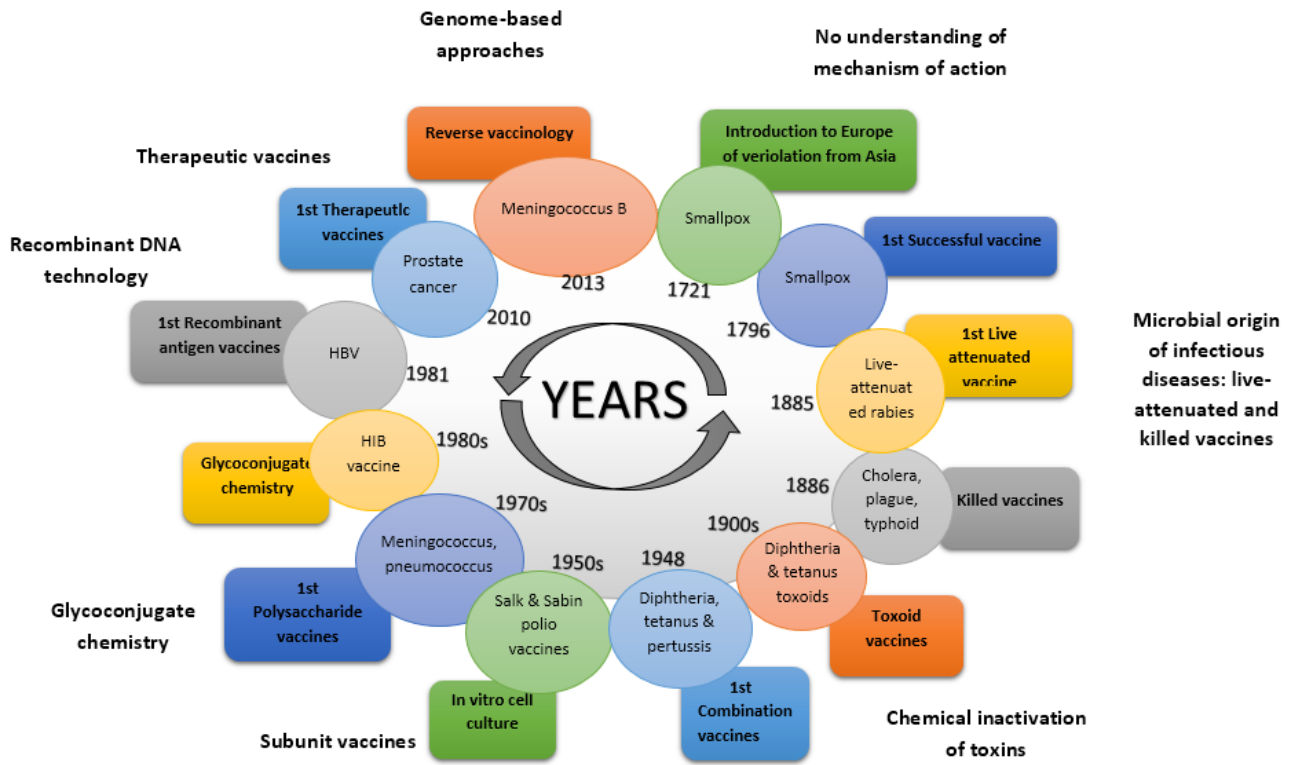 Genome-based
approaches
No understanding of
mechanism of action
Reverse vaccinology
Introduction to Europe
of veriolation from Asia
Therapeutic vaccines
Meningococcus B
Smallpox
1st Therapeutic
vaccines
1st Successful vaccine
Recombinant DNA
technology
Prostate
cancer
Smallpox
2013
1721
1st Recombinant
antigen vaccines
2010
1796
Microbial origin
of infectious
diseases: live-
attenuated and
killed vaccines
1st Live
attenuated
vaccine
HBV
1981
YEARS
Live-
attenuat
ed rabies
1885
HIB
vaccine
1980s
Glycoconjugate
chemistry
Cholera,
plague,
typhoid
1886
Killed vaccines
1970s
1900s
Meningococcus,
pneumococcus
Diphtheria
& tetanus
toxoids
1950s
1948
1st
Polysaccharide
vaccines
Salk & Sabin
polio
vaccines
Diphtheria,
tetanus &
pertussis
Toxoid
vaccines
Glycoconjugate
chemistry
In vitro cell
culture
1st
Combination
vaccines
Subunit vaccines
Chemical inactivation
of toxins